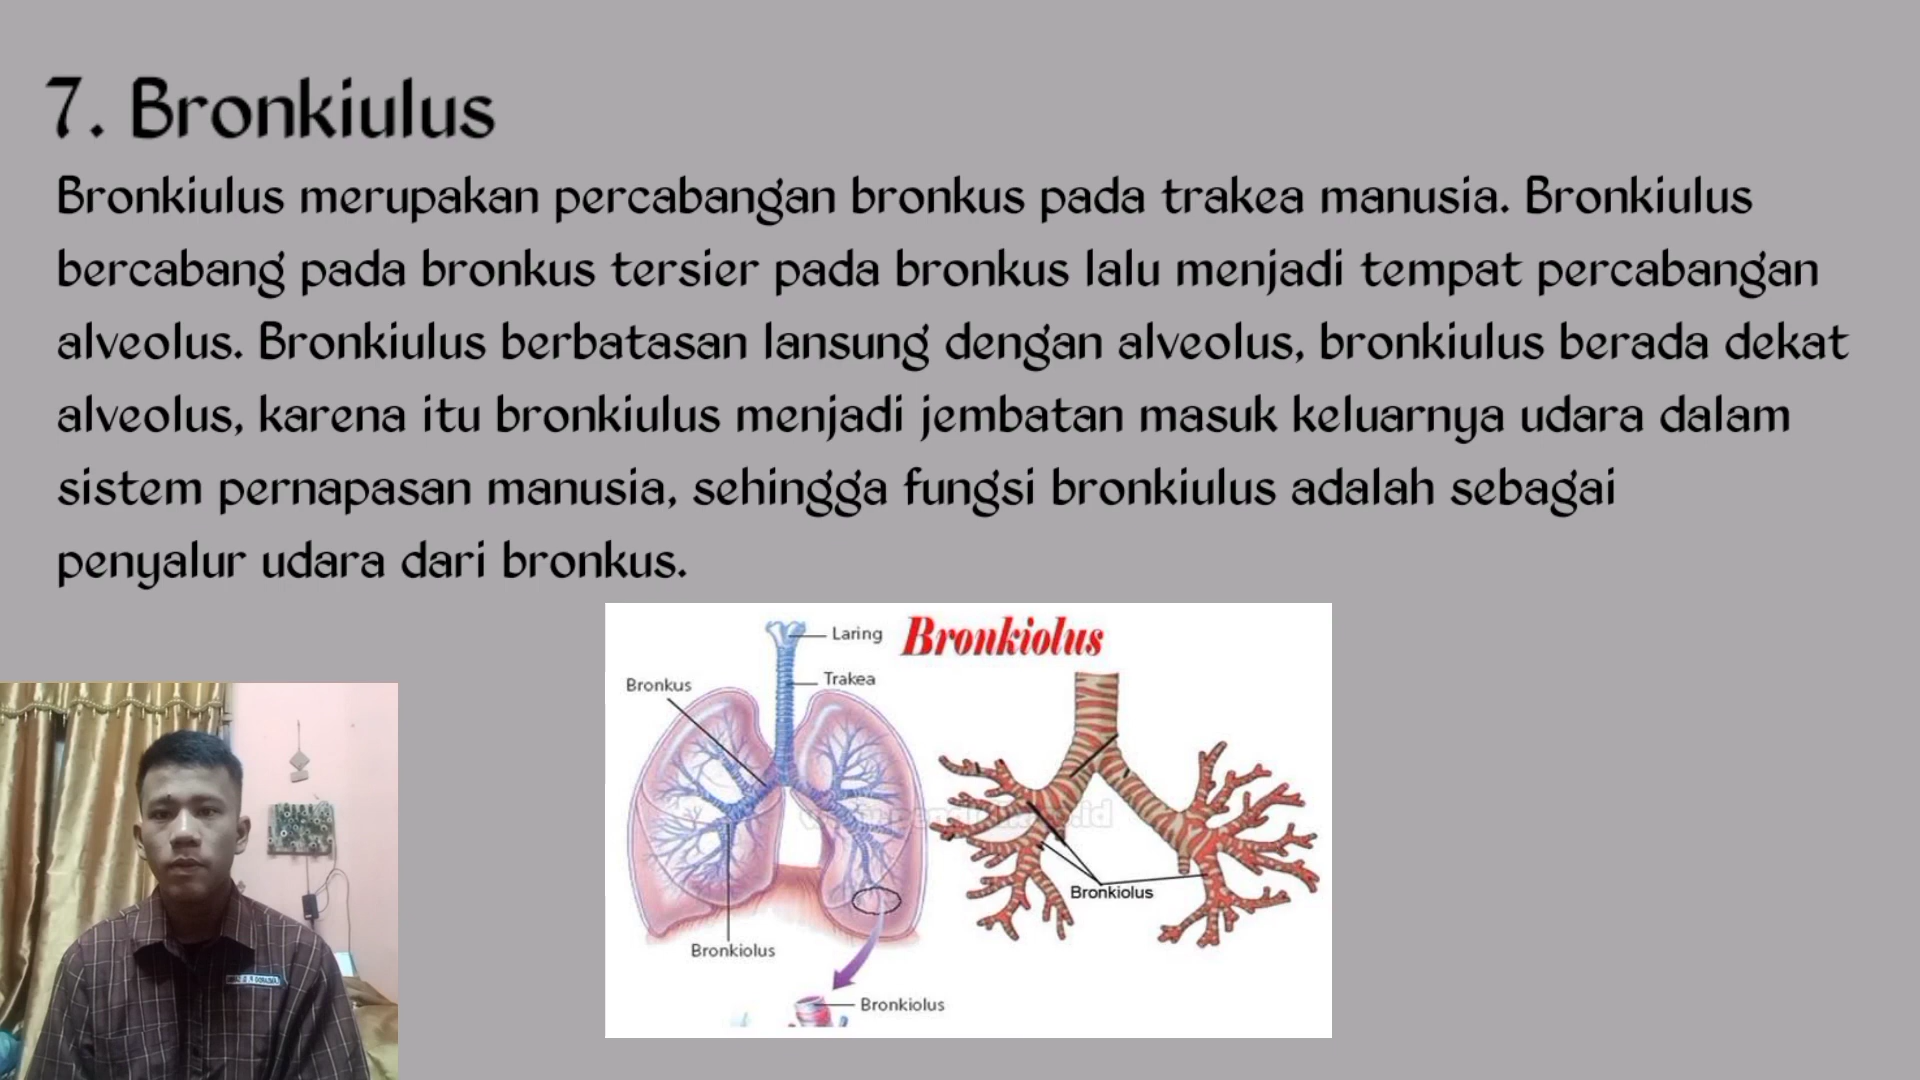 7. Bronkiulus
Bronkiulus merupakan percabangan bronkus pada trakea manusia. Bronkiulus
bercabang pada bronkus tersier pada bronkus lalu menjadi tempat percabangan
alveolus. Bronkiulus berbatasan lansung dengan alveolus, bronkiulus berada dekat
alveolus, karena itu bronkiulus menjadi jembatan masuk keluarnya udara dalam
sistem pernapasan manusia, sehingga fungsi bronkiulus adalah sebagai
penyalur udara dari bronkus.
Laring
Bronkiolus
Trakea
Bronkus
Bronkiolus
Bronkiolus
Bronkiolus